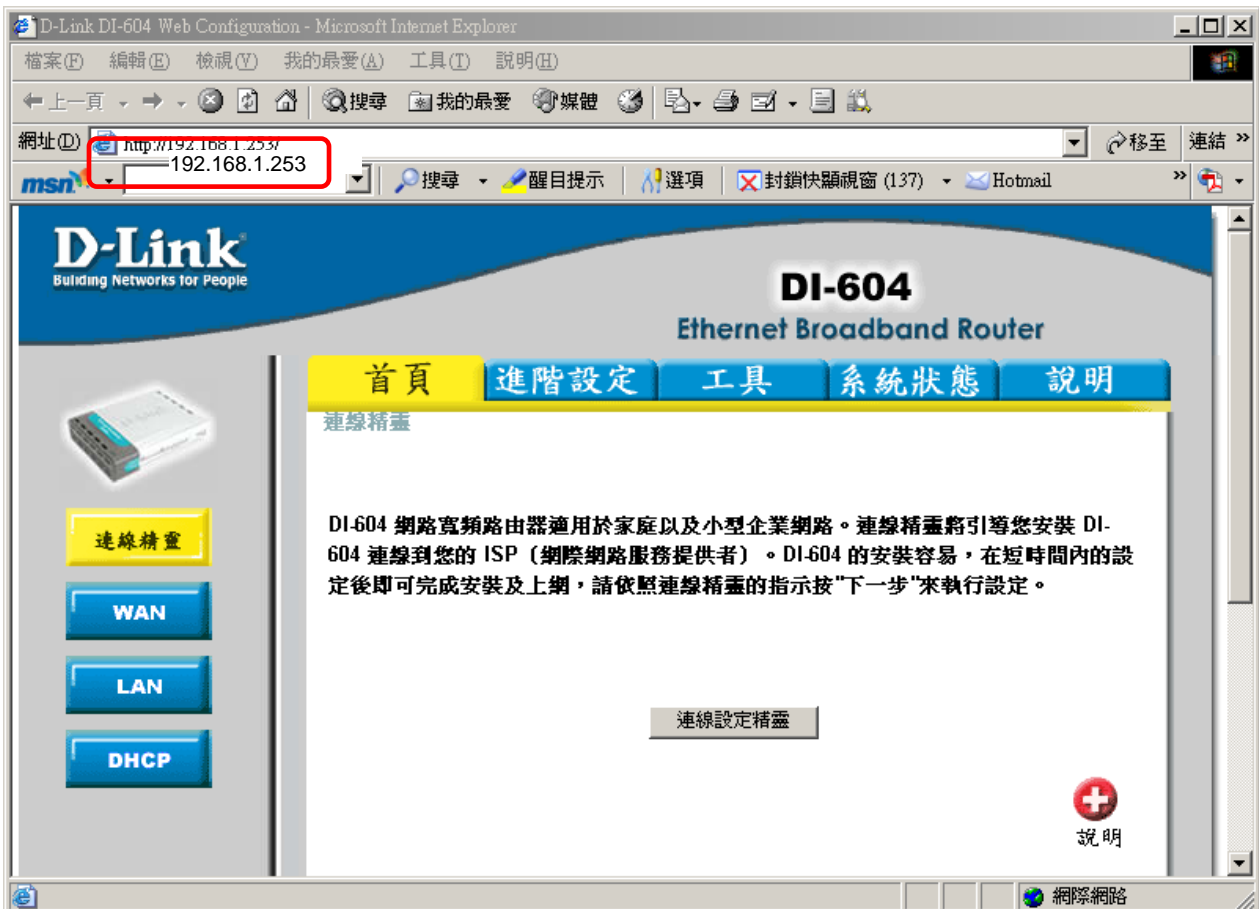 D-Link DI-604 Web Configuration - Microsoft Internet Explorer
檔案(F) 編輯(E) 檢視(V) 我的最愛(A) 工具(T) 說明(H)
上一頁 搜尋 我的最愛 媒體
網址(D) http://192.168.1.253/ 移至 連結 »
192.168.1.253
msn 搜尋 醒目提示 選項 封鎖快顯視窗 (137) Hotmail »
D-Link
Building Networks for People
DI-604
Ethernet Broadband Router
首頁 進階設定 工具 系統狀態 說明
連線精靈
連線精靈
WAN
LAN
DHCP
DI-604 網路寬頻路由器適用於家庭以及小型企業網路。連線精靈將引導您安裝 DI-
604 連線到您的 ISP（網際網路服務提供者）。DI-604 的安裝容易，在短時間內的設
定後即可完成安裝及上網，請依照連線精靈的指示按"下一步"來執行設定。
連線設定精靈
說明
網際網路